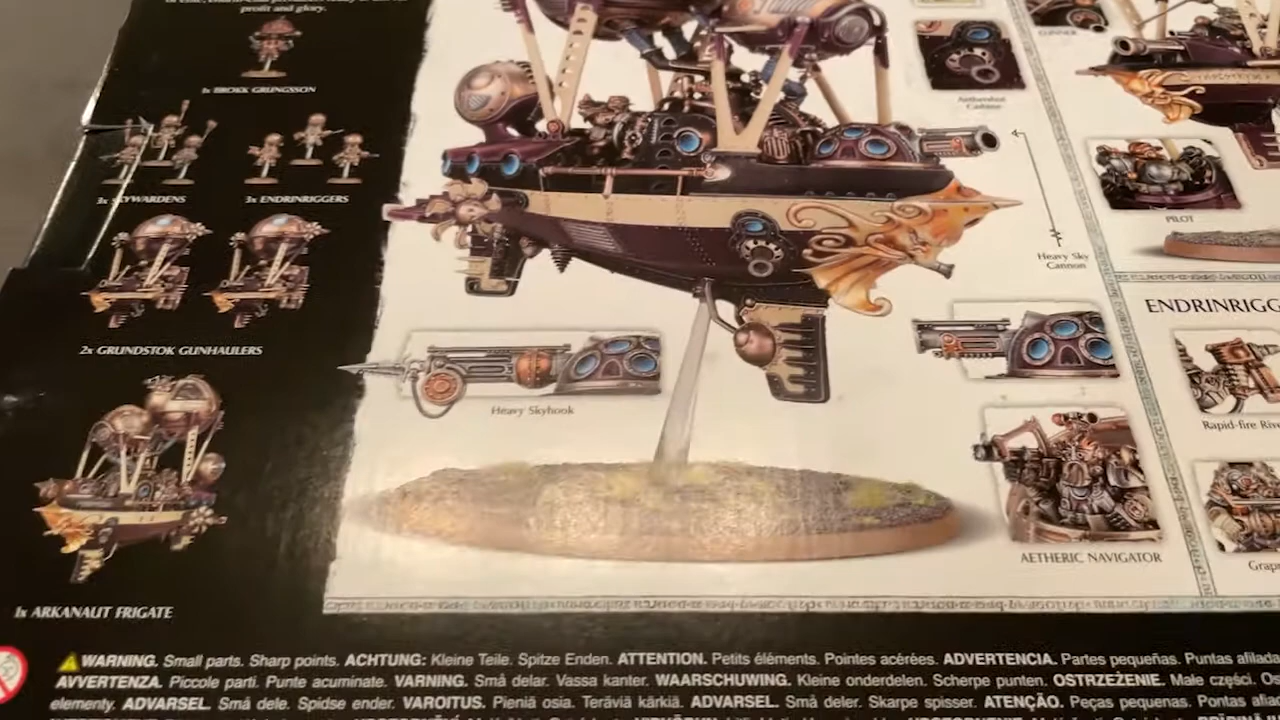 profit and glory.
1x BROKK GRUNGSSON
3x SKYWARDENS
3x ENDRINRIGGERS
2x GRUNDSTOK GUNHAULERS
1x ARKANAUT FRIGATE
Heavy Skyhook
Heavy Sky
Cannon
AETHERIC NAVIGATOR
PILOT
ENDRINRIGG
Rapid-fire Rive
Grap
WARNING. Small parts. Sharp points. ACHTUNG: Kleine Teile. Spitze Enden. ATTENTION. Petits éléments. Pointes acérées. ADVERTENCIA. Partes pequeñas. Puntas afilada
AVVERTENZA. Piccole parti. Punte acuminate. VARNING. Små delar. Vassa kanter. WAARSCHUWING. Kleine onderdelen. Scherpe punten. OSTRZEŻENIE. Małe części. Os
elementy. ADVARSEL. Små dele. Spidse ender. VAROITUS. Pieniä osia. Teräviä kärkiä. ADVARSEL. Små deler. Skarpe spisser. ATENÇÃO. Peças pequenas. Pontas afia